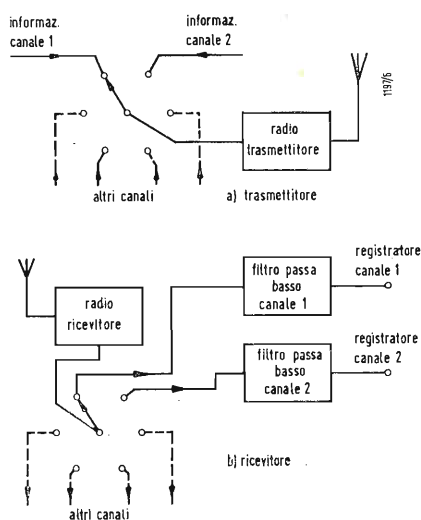 informaz.
canale 1
informaz.
canale 2
1197/6
radio
trasmettitore
altri canali
a) trasmettitore
registratore
canale 1
filtro passa
basso
canale 1
radio
ricevitore
registratore
canale 2
filtro passa
basso
canale 2
b) ricevitore
altri canali